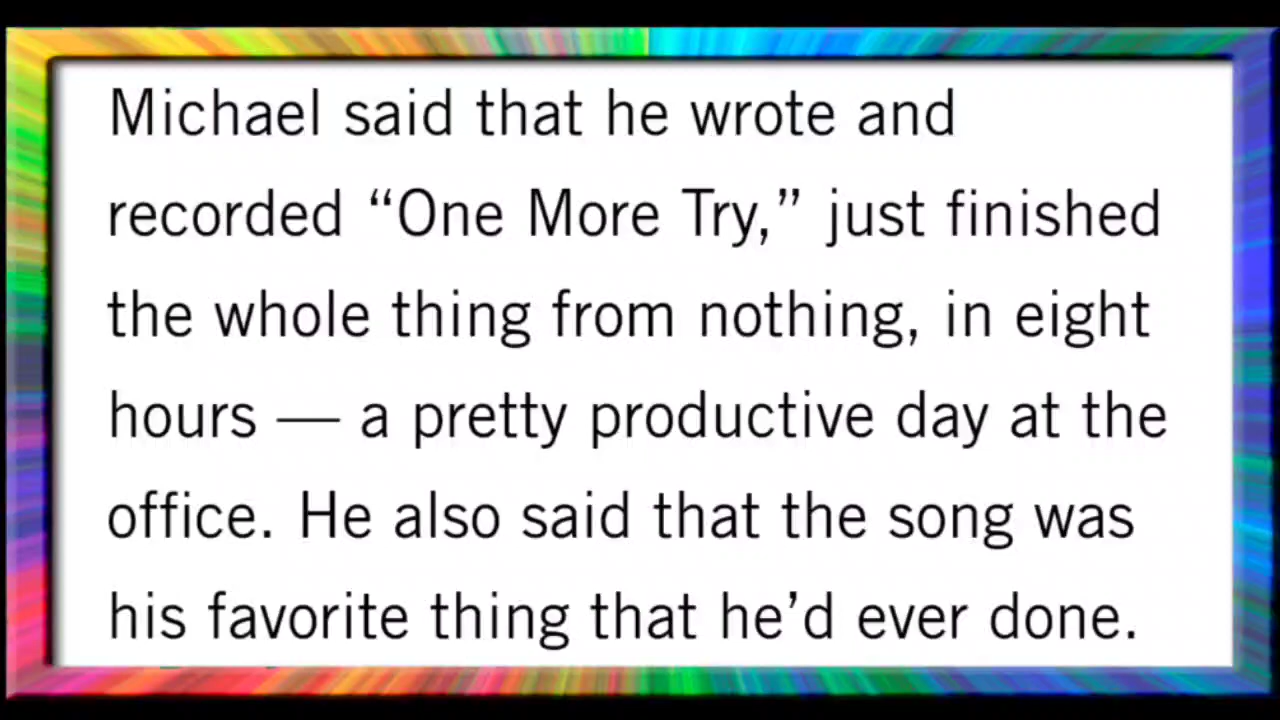 Michael said that he wrote and
recorded “One More Try,” just finished
the whole thing from nothing, in eight
hours — a pretty productive day at the
office. He also said that the song was
his favorite thing that he’d ever done.